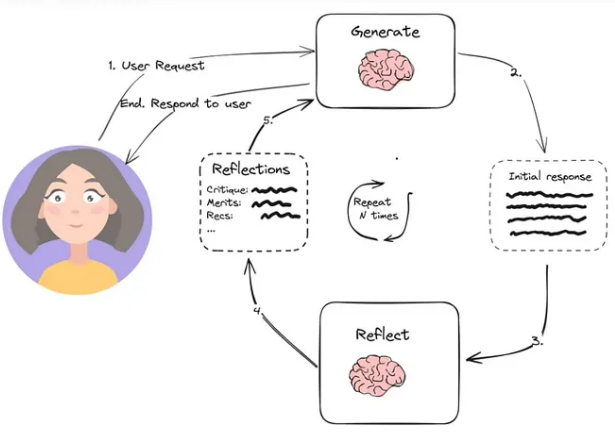 Generate
1. User Request
2.
End. Respond to user
5.
Reflections
Critique:
Merits:
Recs:
...
Repeat
N times
Initial response
4.
3.
Reflect